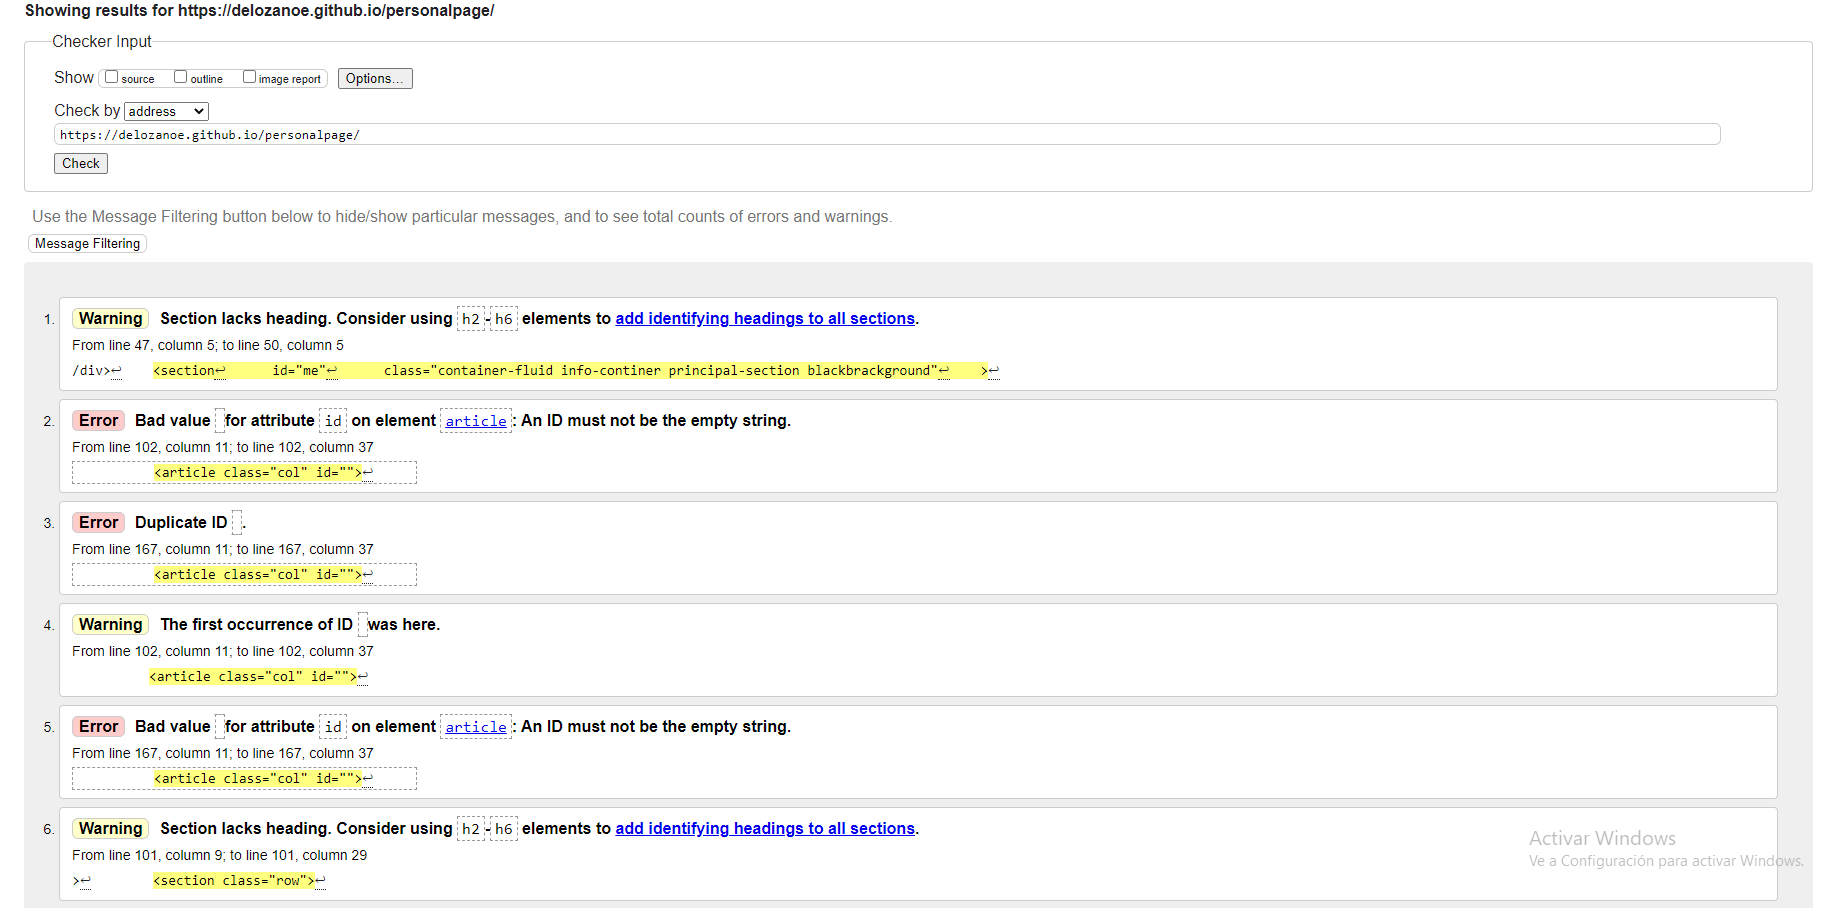 Showing results for https://delozanoe.github.io/personalpage/
Checker Input
Show source outline image report Options...
Check by address
https://delozanoe.github.io/personalpage/
Check
Use the Message Filtering button below to hide/show particular messages, and to see total counts of errors and warnings.
Message Filtering
1. Warning Section lacks heading. Consider using h2-h6 elements to add identifying headings to all sections.
From line 47, column 5; to line 50, column 5
/div>↩ <section↩ id="me"↩ class="container-fluid info-continer principal-section blackbrackground"↩ >↩
2. Error Bad value for attribute id on element article: An ID must not be the empty string.
From line 102, column 11; to line 102, column 37
<article class="col" id="">↩
3. Error Duplicate ID .
From line 167, column 11; to line 167, column 37
<article class="col" id="">↩
4. Warning The first occurrence of ID was here.
From line 102, column 11; to line 102, column 37
<article class="col" id="">↩
5. Error Bad value for attribute id on element article: An ID must not be the empty string.
From line 167, column 11; to line 167, column 37
<article class="col" id="">↩
6. Warning Section lacks heading. Consider using h2-h6 elements to add identifying headings to all sections.
From line 101, column 9; to line 101, column 29
>↩ <section class="row">↩
Activar Windows
Ve a Configuración para activar Windows.